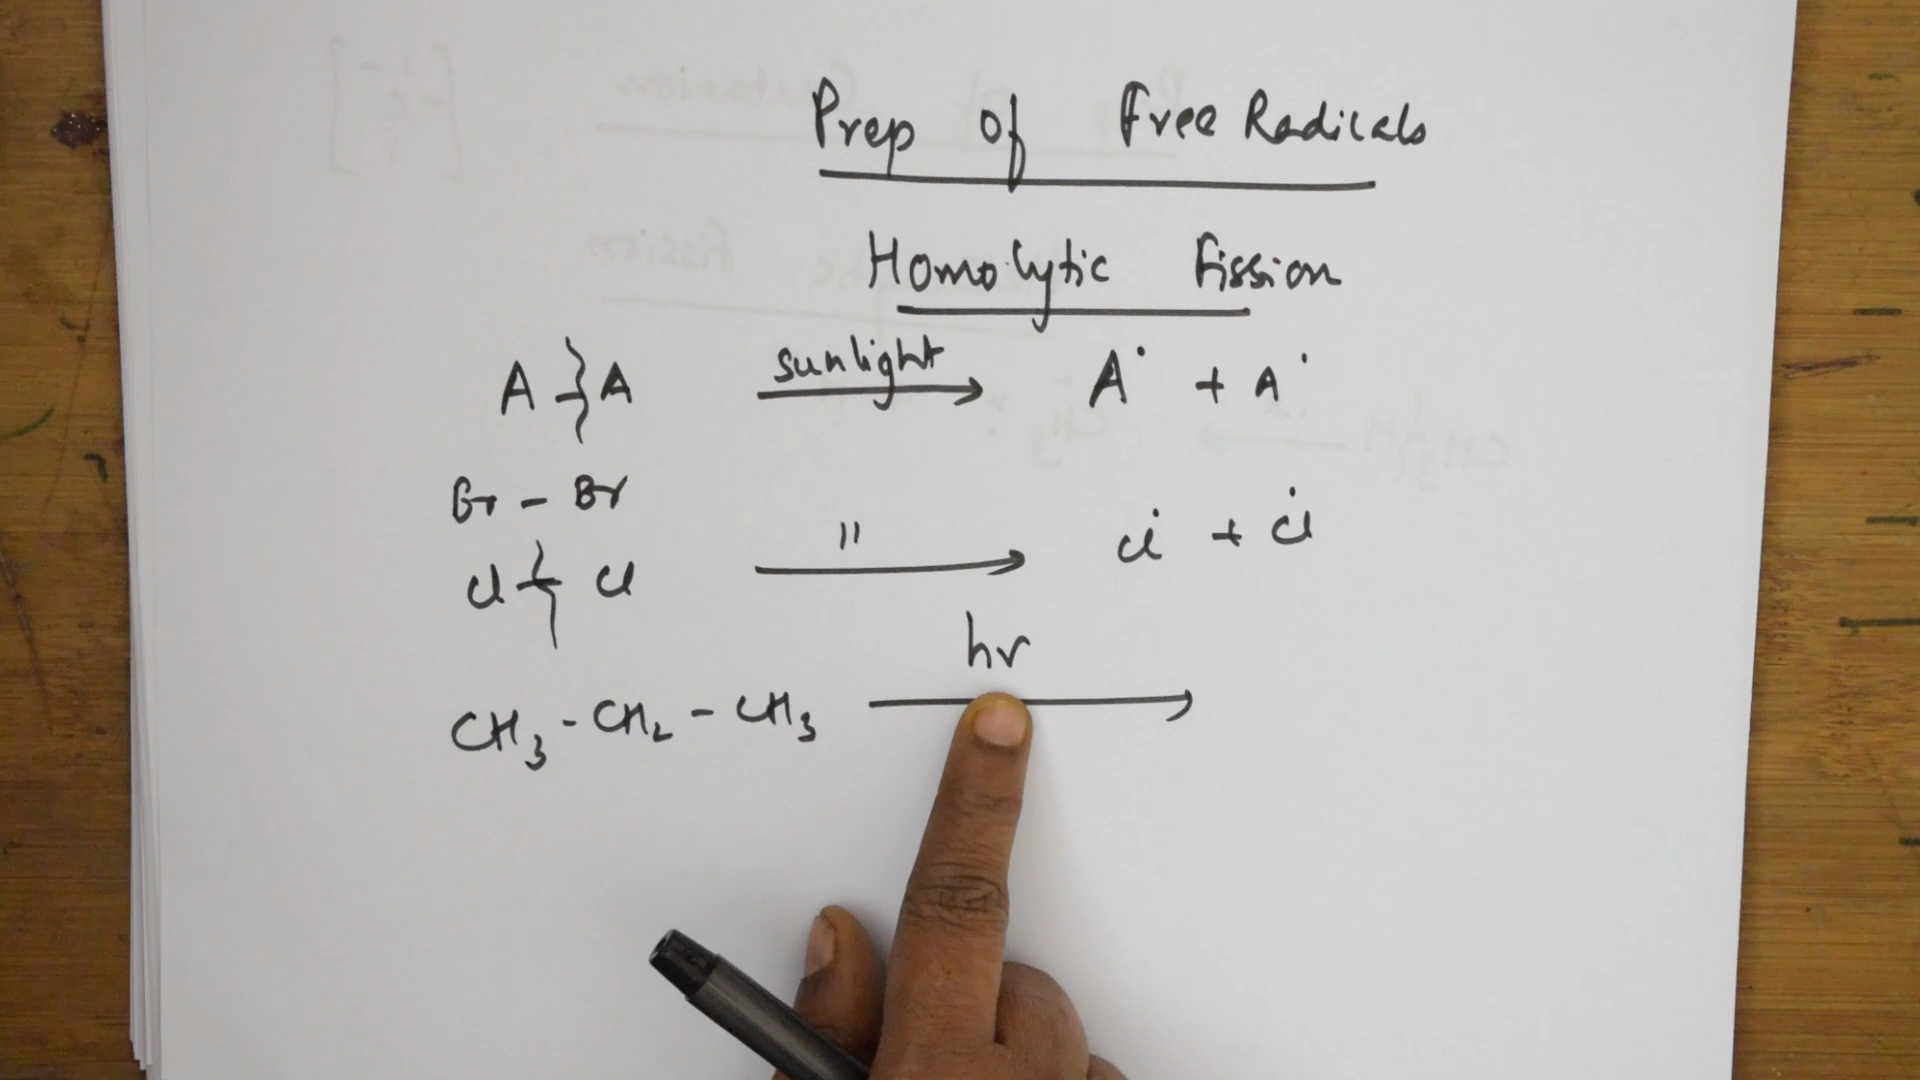 Prep of Free Radicals
Homolytic Fission
A - A sunlight → A˙ + A˙
Br - Br
Cl - Cl '' → Cl˙ + Cl˙
hν
CH₃ - CH₂ - CH₃ →